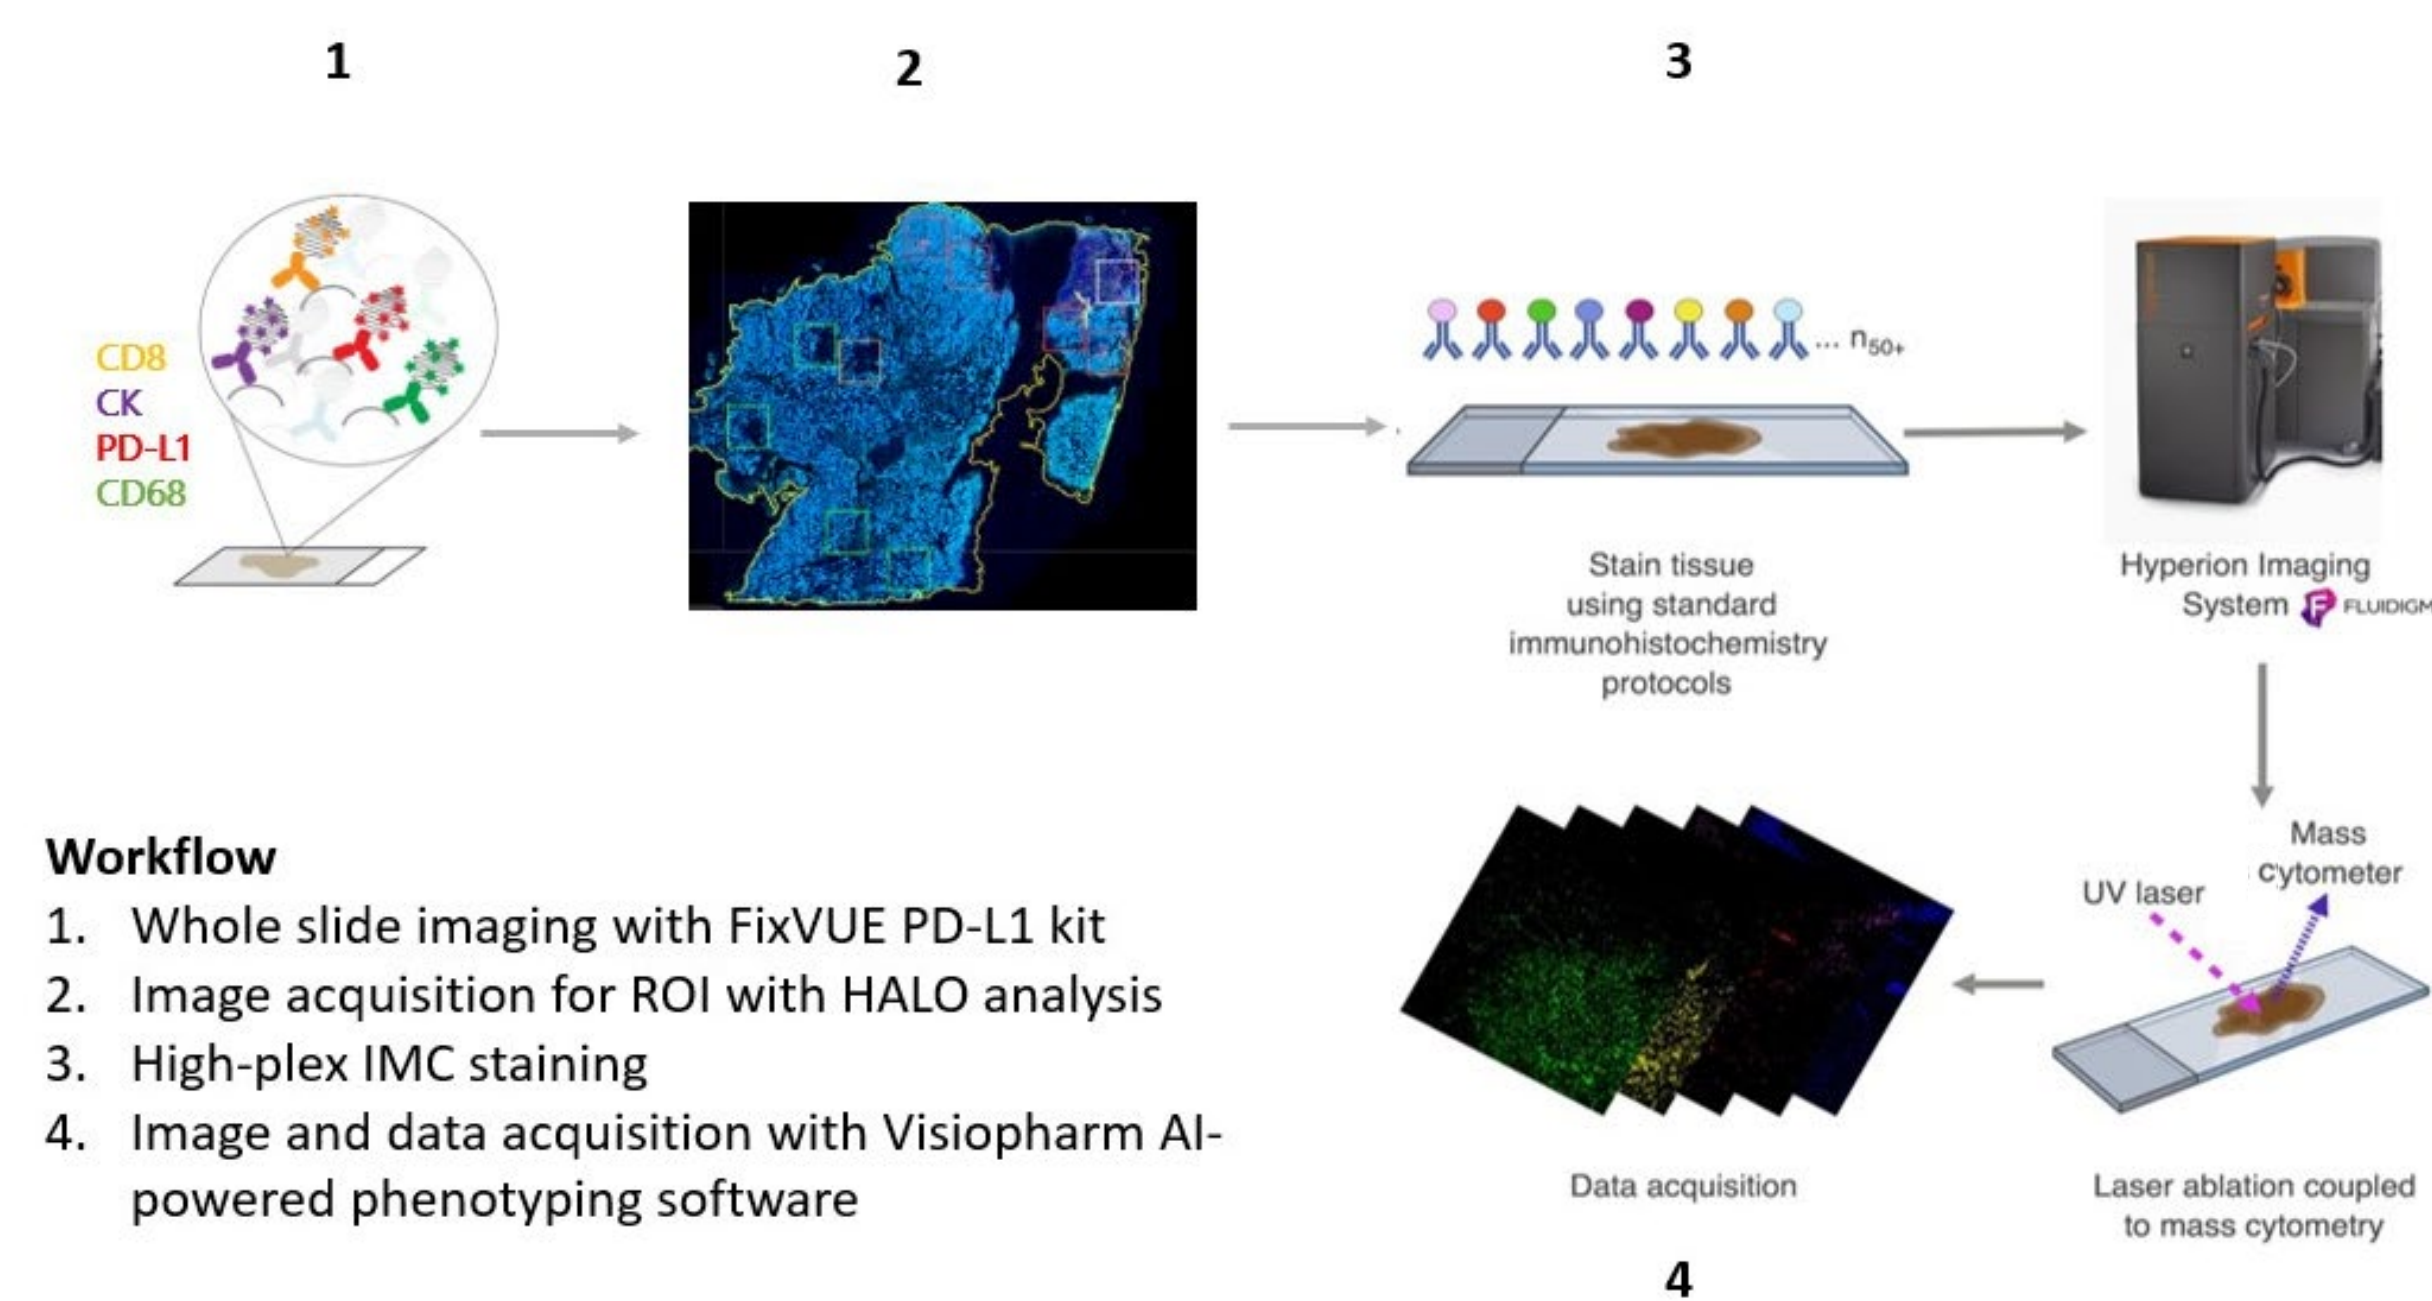 1
2
3
CD8
CK
PD-L1
CD68
... n50+
Stain tissue
using standard
immunohistochemistry
protocols
Hyperion Imaging
System FLUIDIGM
Mass
cytometer
UV laser
Workflow
1. Whole slide imaging with FixVUE PD-L1 kit
2. Image acquisition for ROI with HALO analysis
3. High-plex IMC staining
4. Image and data acquisition with Visiopharm AI-
powered phenotyping software
Data acquisition
Laser ablation coupled
to mass cytometry
4